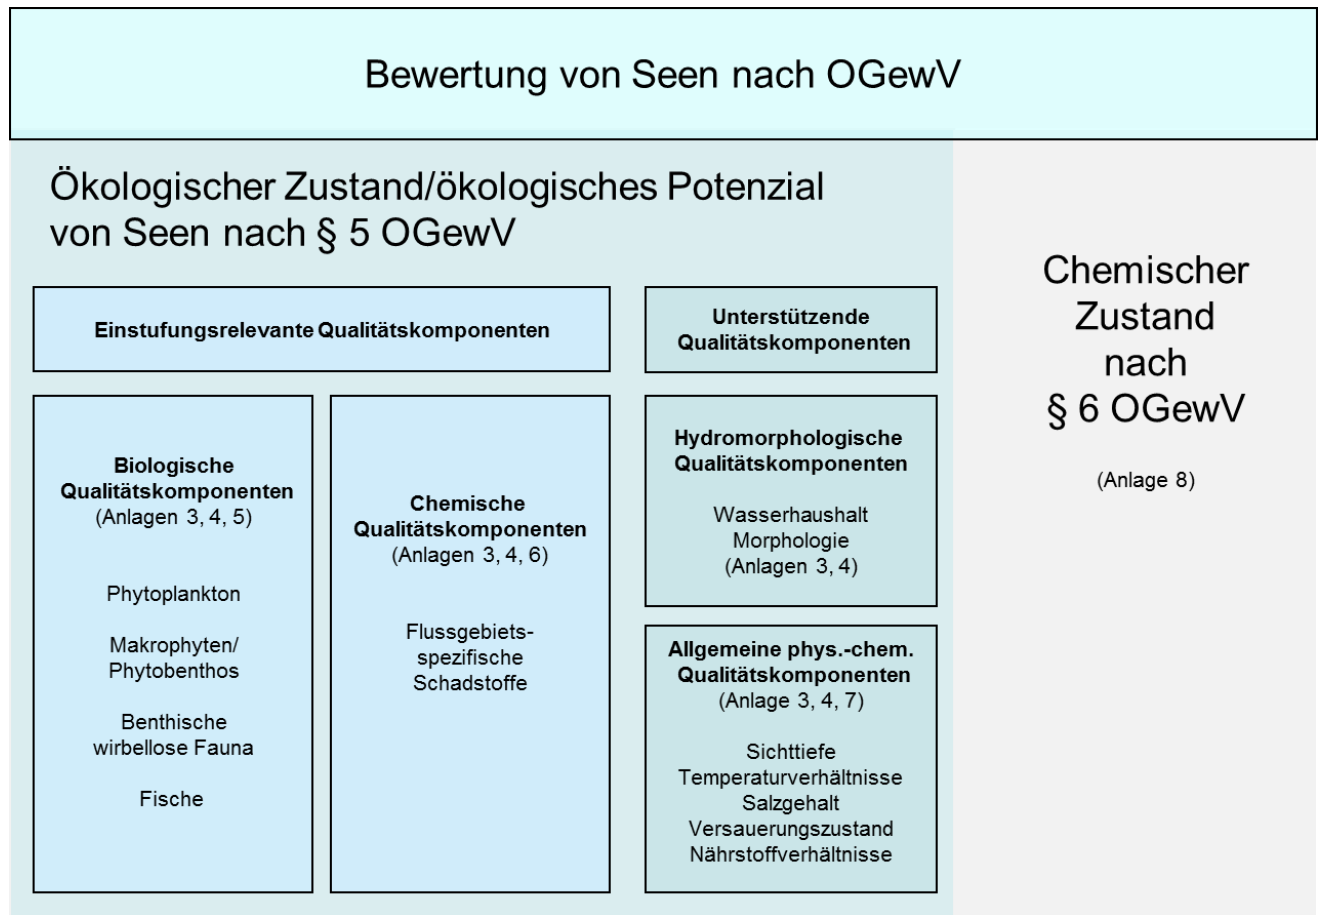 Bewertung von Seen nach OGewV
Ökologischer Zustand/ökologisches Potenzial
von Seen nach § 5 OGewV
Einstufungsrelevante Qualitätskomponenten
Biologische
Qualitätskomponenten
(Anlagen 3, 4, 5)
Phytoplankton
Makrophyten/
Phytobenthos
Benthische
wirbellose Fauna
Fische
Chemische
Qualitätskomponenten
(Anlagen 3, 4, 6)
Flussgebiets-
spezifische
Schadstoffe
Unterstützende
Qualitätskomponenten
Hydromorphologische
Qualitätskomponenten
Wasserhaushalt
Morphologie
(Anlagen 3, 4)
Allgemeine phys.-chem.
Qualitätskomponenten
(Anlage 3, 4, 7)
Sichttiefe
Temperaturverhältnisse
Salzgehalt
Versauerungszustand
Nährstoffverhältnisse
Chemischer
Zustand
nach
§ 6 OGewV
(Anlage 8)